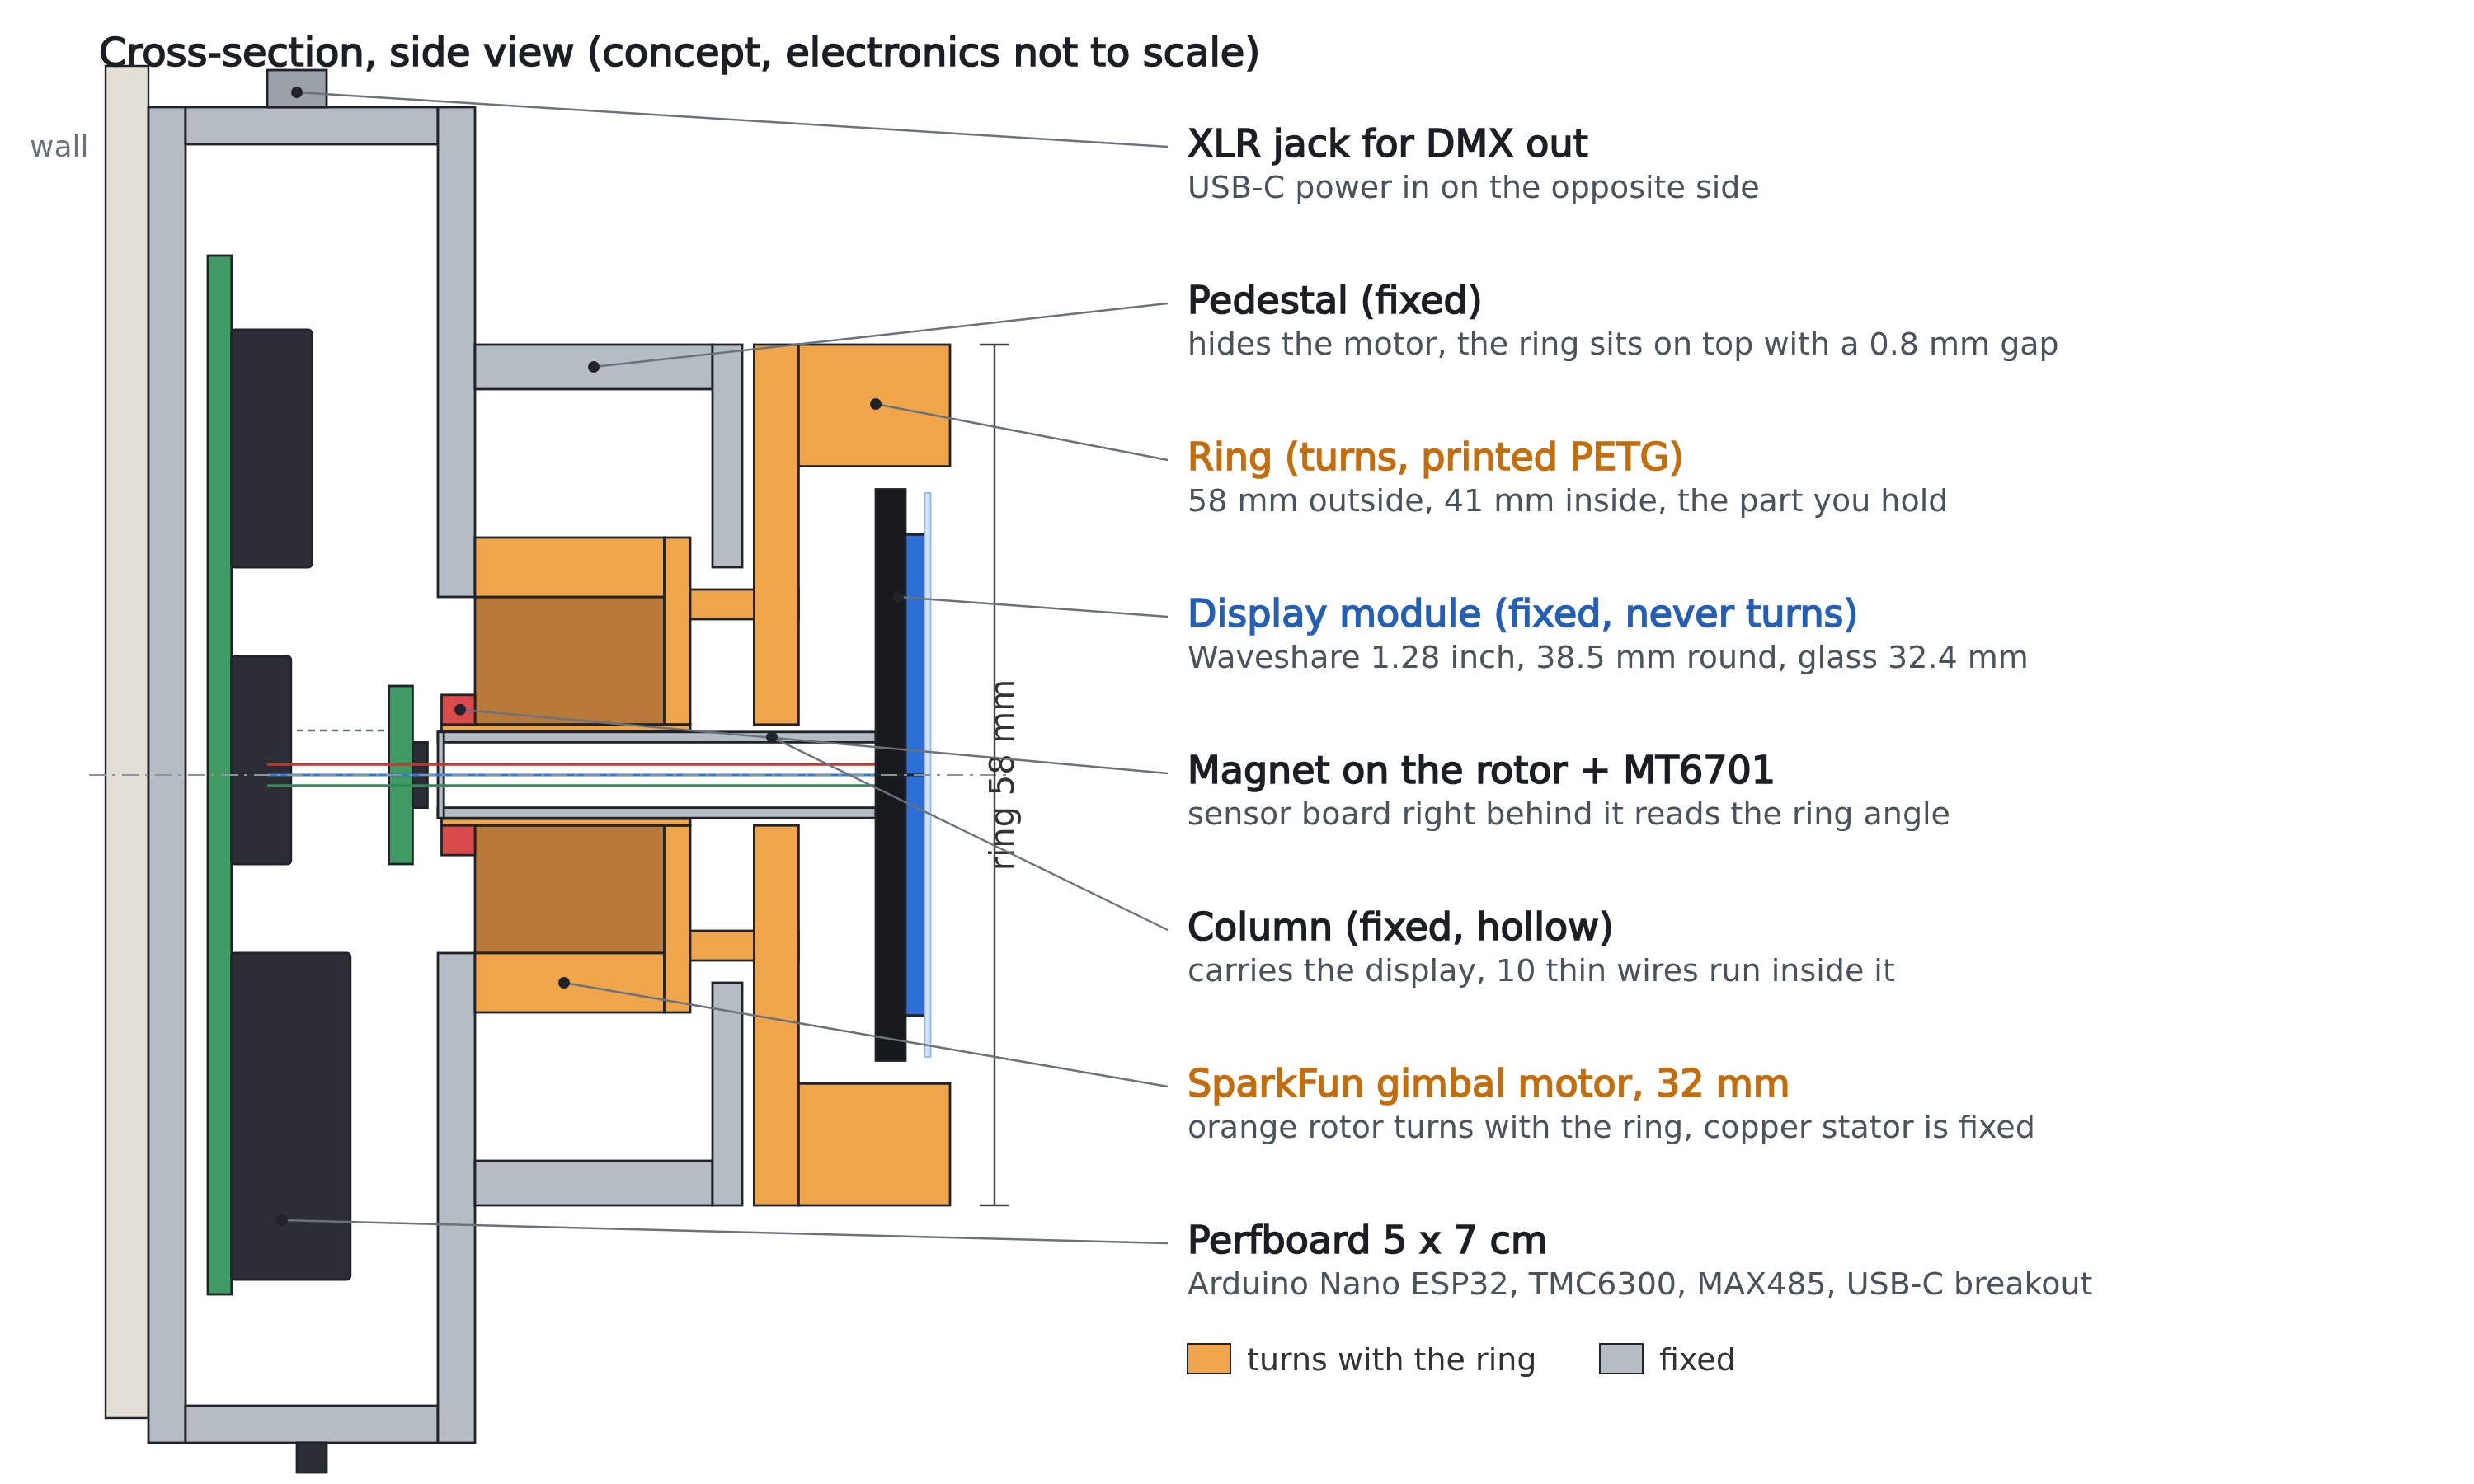 Cross-section, side view (concept, electronics not to scale)
wall
XLR jack for DMX out
USB-C power in on the opposite side
Pedestal (fixed)
hides the motor, the ring sits on top with a 0.8 mm gap
Ring (turns, printed PETG)
58 mm outside, 41 mm inside, the part you hold
Display module (fixed, never turns)
Waveshare 1.28 inch, 38.5 mm round, glass 32.4 mm
ring 58 mm
Magnet on the rotor + MT6701
sensor board right behind it reads the ring angle
Column (fixed, hollow)
carries the display, 10 thin wires run inside it
SparkFun gimbal motor, 32 mm
orange rotor turns with the ring, copper stator is fixed
Perfboard 5 x 7 cm
Arduino Nano ESP32, TMC6300, MAX485, USB-C breakout
turns with the ring
fixed